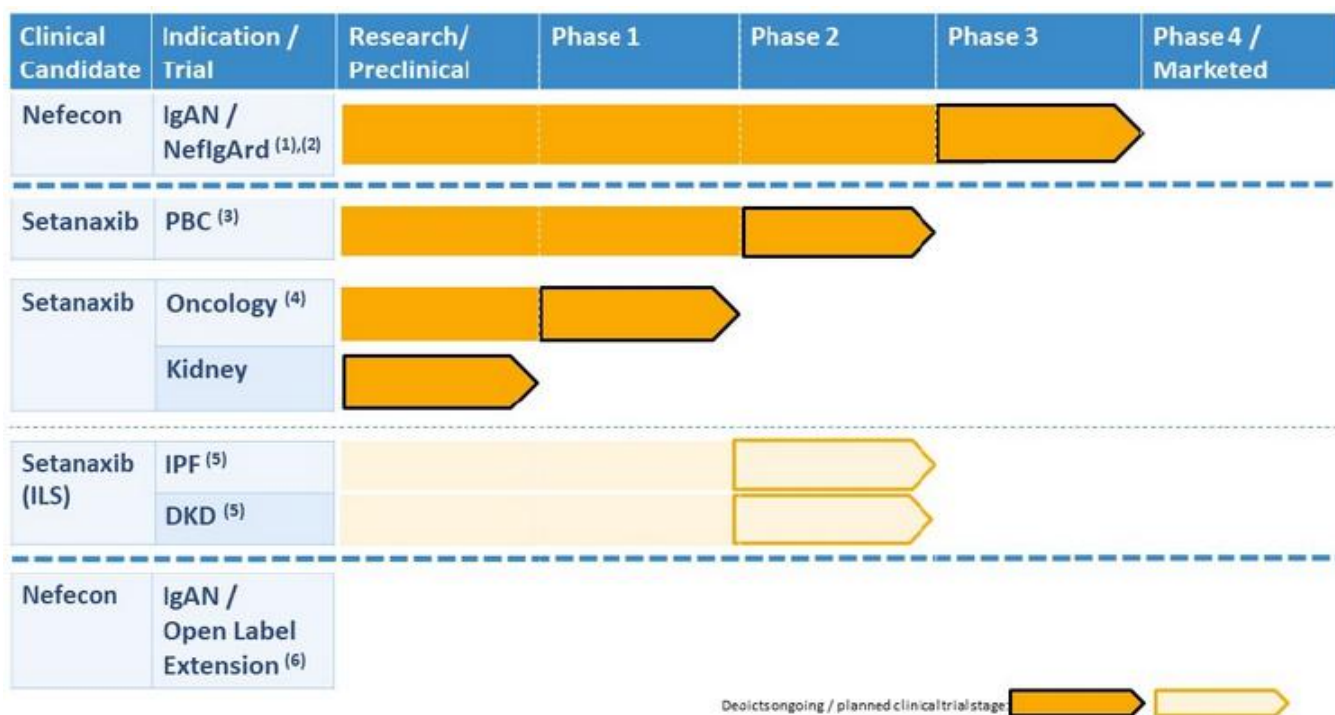 Clinical Candidate
Indication / Trial
Research/ Preclinical
Phase 1
Phase 2
Phase 3
Phase 4 / Marketed
Nefecon
IgAN /
NefIgArd (1),(2)
Setanaxib
PBC (3)
Setanaxib
Oncology (4)
Kidney
Setanaxib
(ILS)
IPF (5)
DKD (5)
Nefecon
IgAN /
Open Label
Extension (6)
Depicts ongoing / planned clinical trial stage: